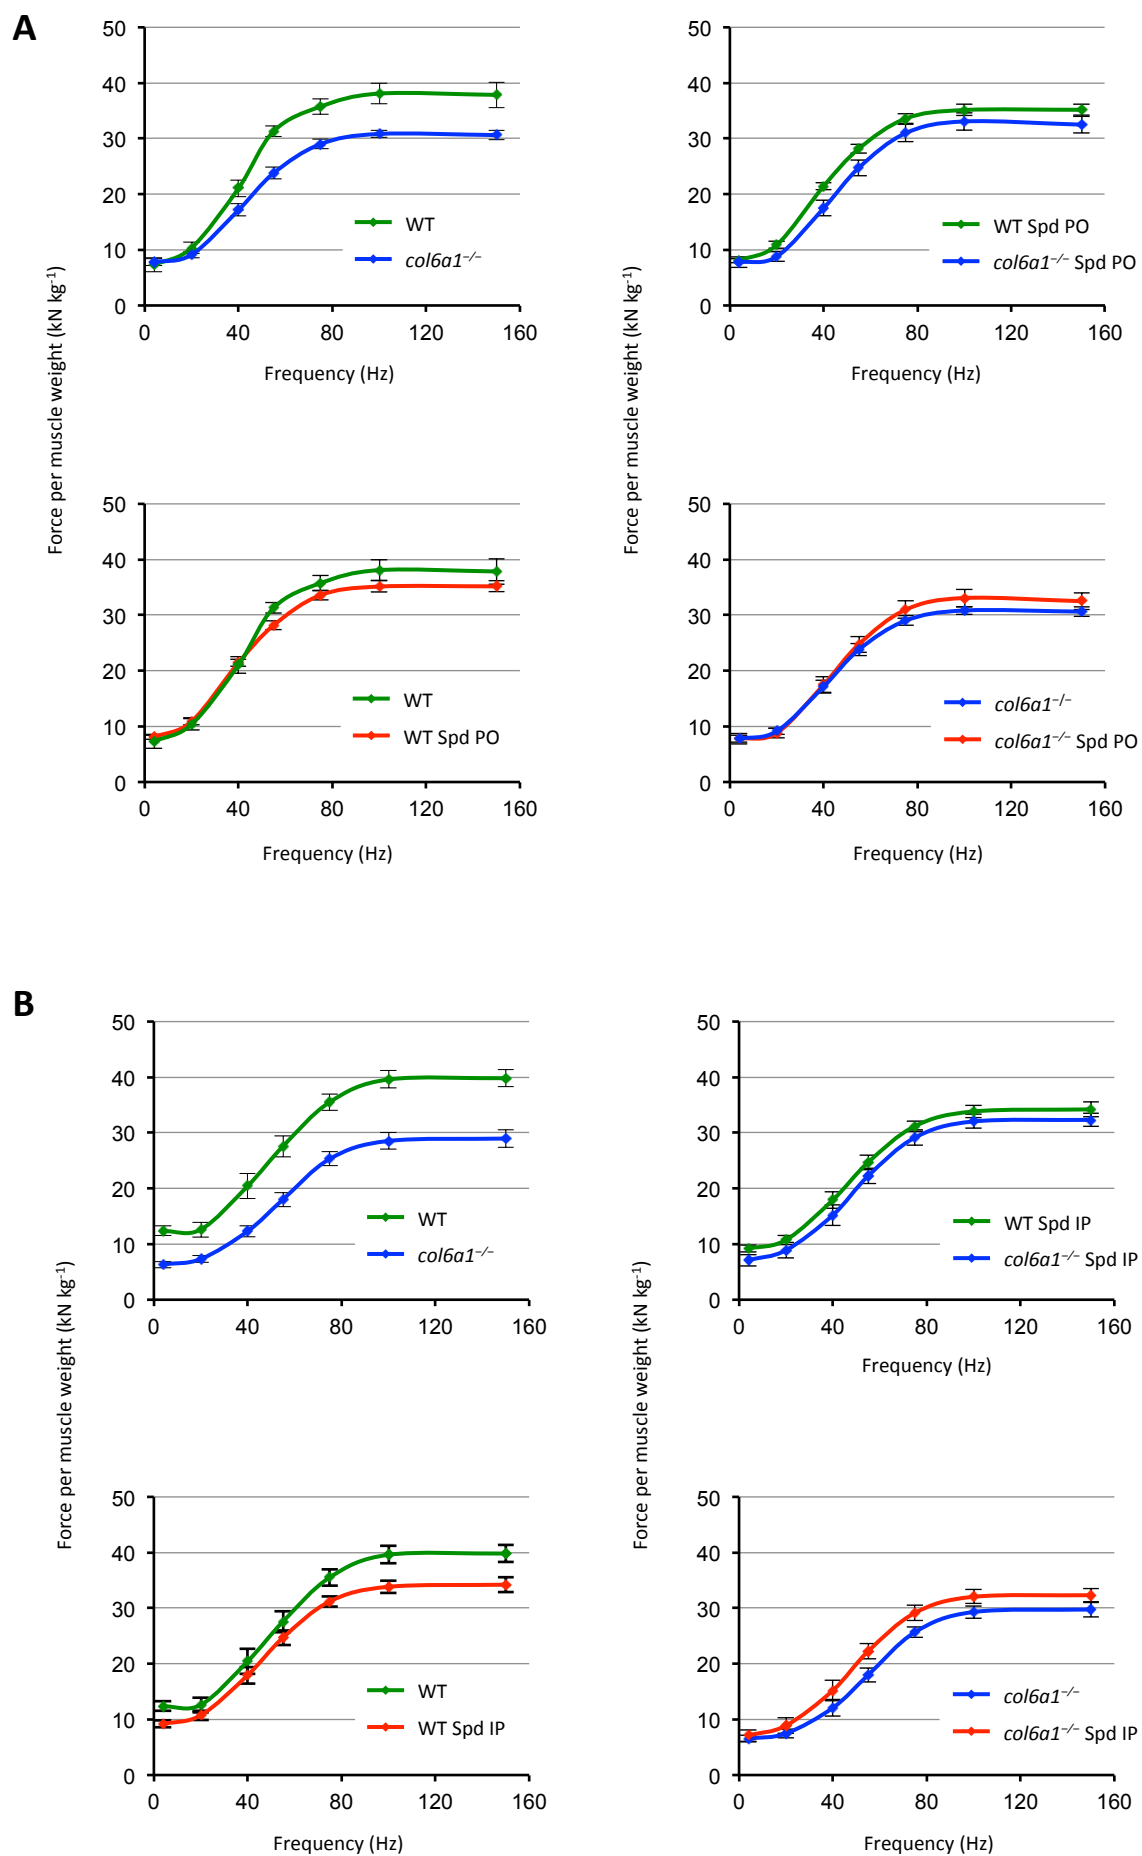 A
50
40
30
20
10
0
0 40 80 120 160
WT
col6a1−/−
Frequency (Hz)
50
40
30
20
10
0
0 40 80 120 160
WT Spd PO
col6a1−/− Spd PO
Frequency (Hz)
Force per muscle weight (kN kg-1)
Force per muscle weight (kN kg-1)
50
40
30
20
10
0
0 40 80 120 160
WT
WT Spd PO
Frequency (Hz)
50
40
30
20
10
0
0 40 80 120 160
col6a1−/−
col6a1−/− Spd PO
Frequency (Hz)
B
50
40
30
20
10
0
0 40 80 120 160
WT
col6a1−/−
50
40
30
20
10
0
0 40 80 120 160
WT Spd IP
col6a1−/− Spd IP
Frequency (Hz)
Force per muscle weight (kN kg-1)
Force per muscle weight (kN kg-1)
50
40
30
20
10
0
0 40 80 120 160
WT
WT Spd IP
Frequency (Hz)
50
40
30
20
10
0
0 40 80 120 160
col6a1−/−
col6a1−/− Spd IP
Frequency (Hz)